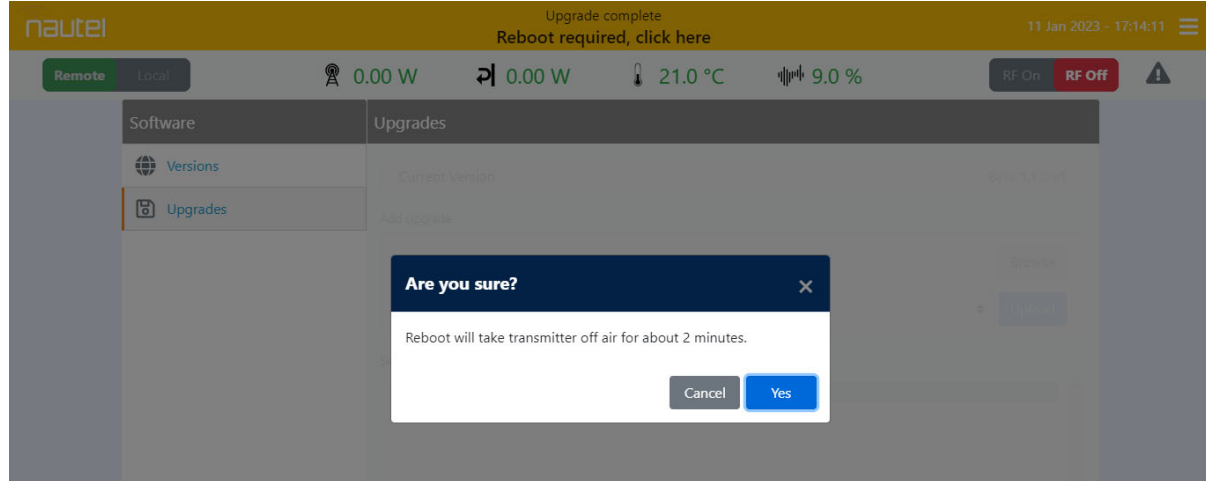 nautel
Upgrade complete
Reboot required, click here
11 Jan 2023 - 17:14:11
Remote Local
0.00 W
0.00 W
21.0 °C
9.0 %
RF On RF Off
Software
Upgrades
Versions
Upgrades
Current Version
Add upgrade
Browse
Upload
Are you sure?
Reboot will take transmitter off air for about 2 minutes.
Cancel Yes